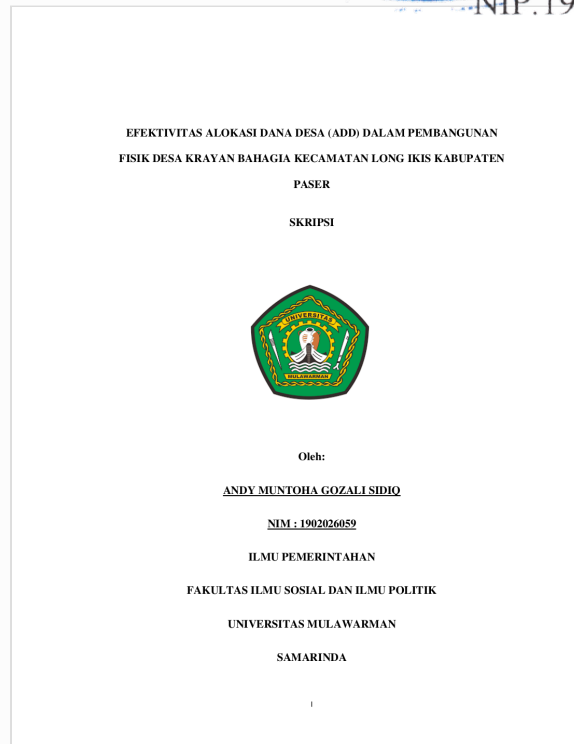 NIP.19
EFEKTIVITAS ALOKASI DANA DESA (ADD) DALAM PEMBANGUNAN
FISIK DESA KRAYAN BAHAGIA KECAMATAN LONG IKIS KABUPATEN
PASER
SKRIPSI
UNIVERSITAS
MULAWARMAN
Oleh:
ANDY MUNTOHA GOZALI SIDIQ
NIM : 1902026059
ILMU PEMERINTAHAN
FAKULTAS ILMU SOSIAL DAN ILMU POLITIK
UNIVERSITAS MULAWARMAN
SAMARINDA